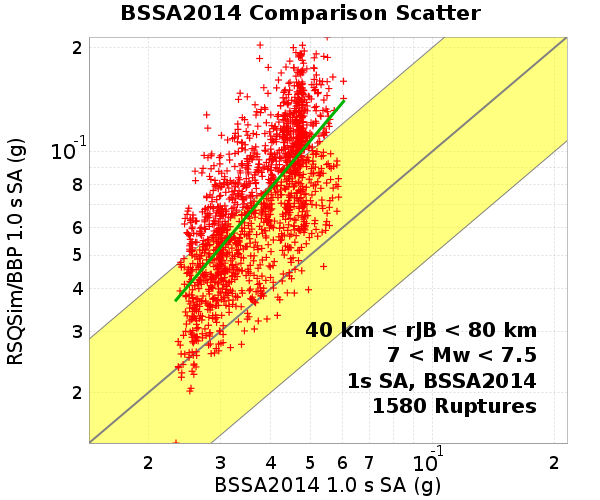 BSSA2014 Comparison Scatter
RSQSim/BBP 1.0 s SA (g)
2
10-1
8
6
5
4
3
2
40 km < rJB < 80 km
7 < Mw < 7.5
1s SA, BSSA2014
1580 Ruptures
2 3 4 5 6 7 10-1 2
BSSA2014 1.0 s SA (g)